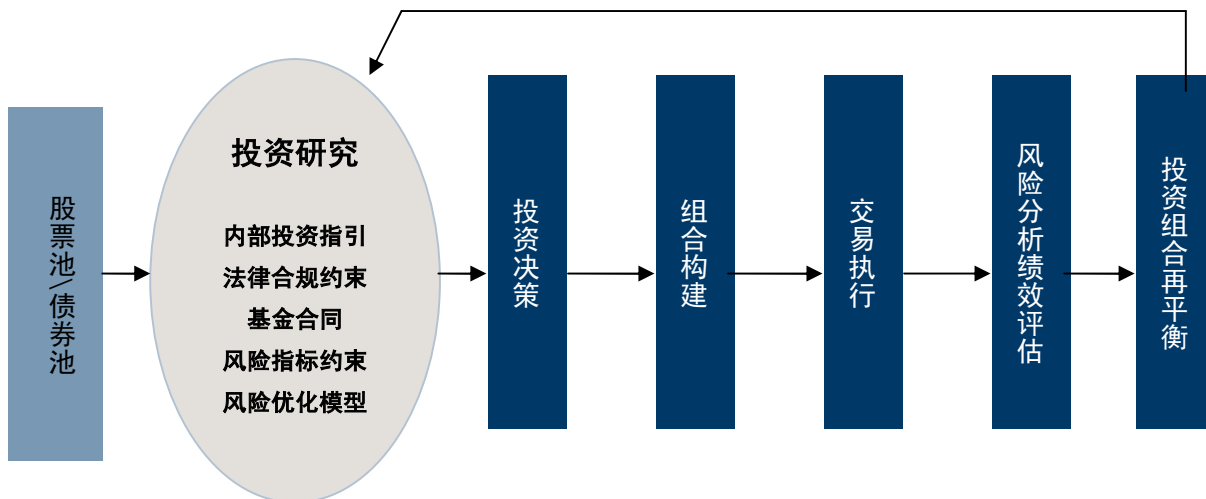 股票池\债券池
投资研究
内部投资指引
法律合规约束
基金合同
风险指标约束
风险优化模型
投资决策
组合构建
交易执行
风险分析绩效评估
投资组合再平衡